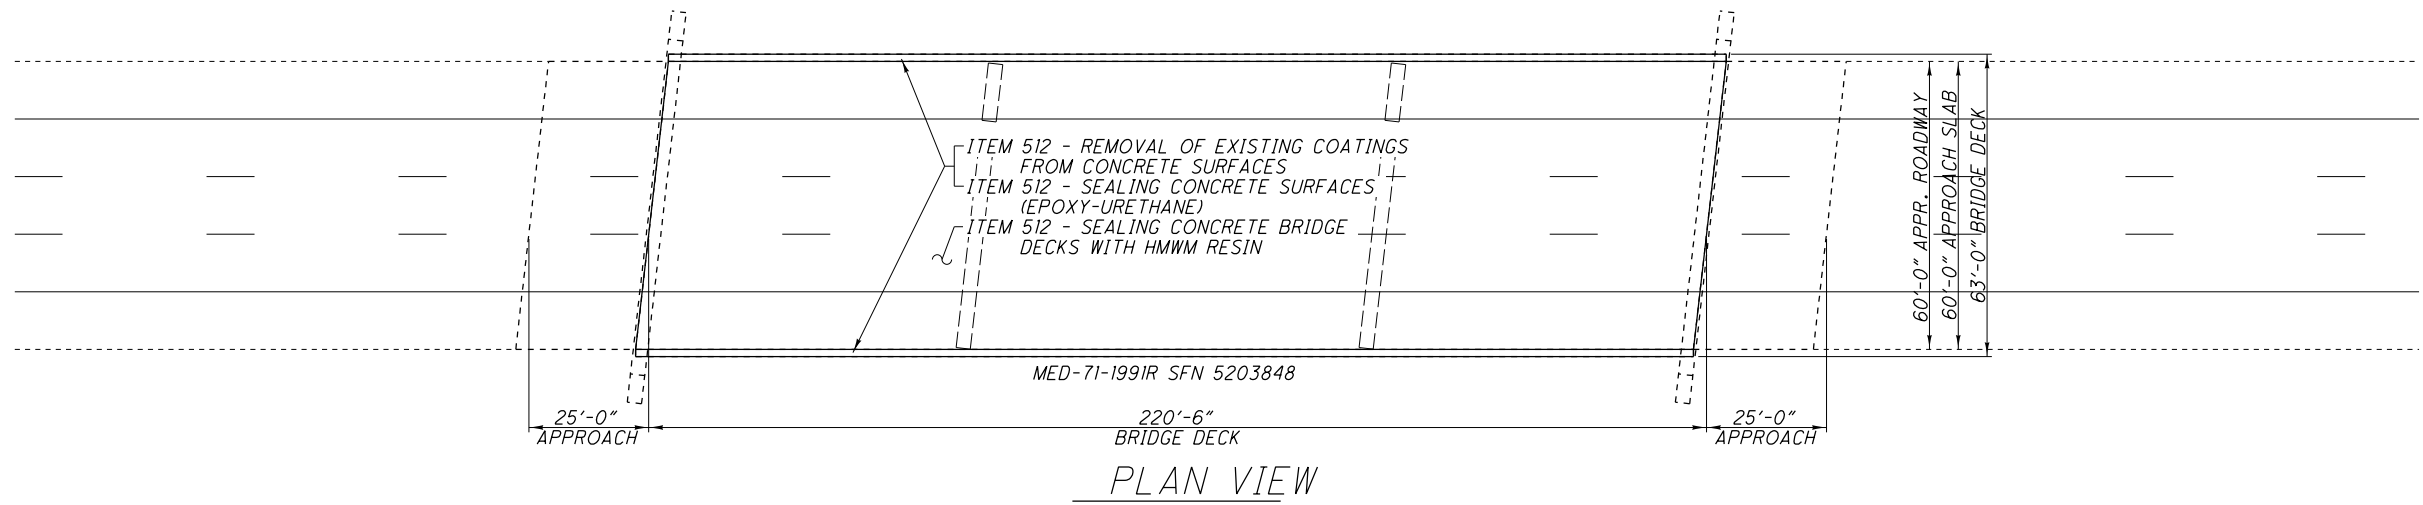 ITEM 512 - REMOVAL OF EXISTING COATINGS
FROM CONCRETE SURFACES
ITEM 512 - SEALING CONCRETE SURFACES
(EPOXY-URETHANE)
ITEM 512 - SEALING CONCRETE BRIDGE
DECKS WITH HMWM RESIN
60'-0" APPR. ROADWAY
60'-0" APPROACH SLAB
63'-0" BRIDGE DECK
MED-71-1991R SFN 5203848
25'-0"
APPROACH
220'-6"
BRIDGE DECK
25'-0"
APPROACH
PLAN VIEW